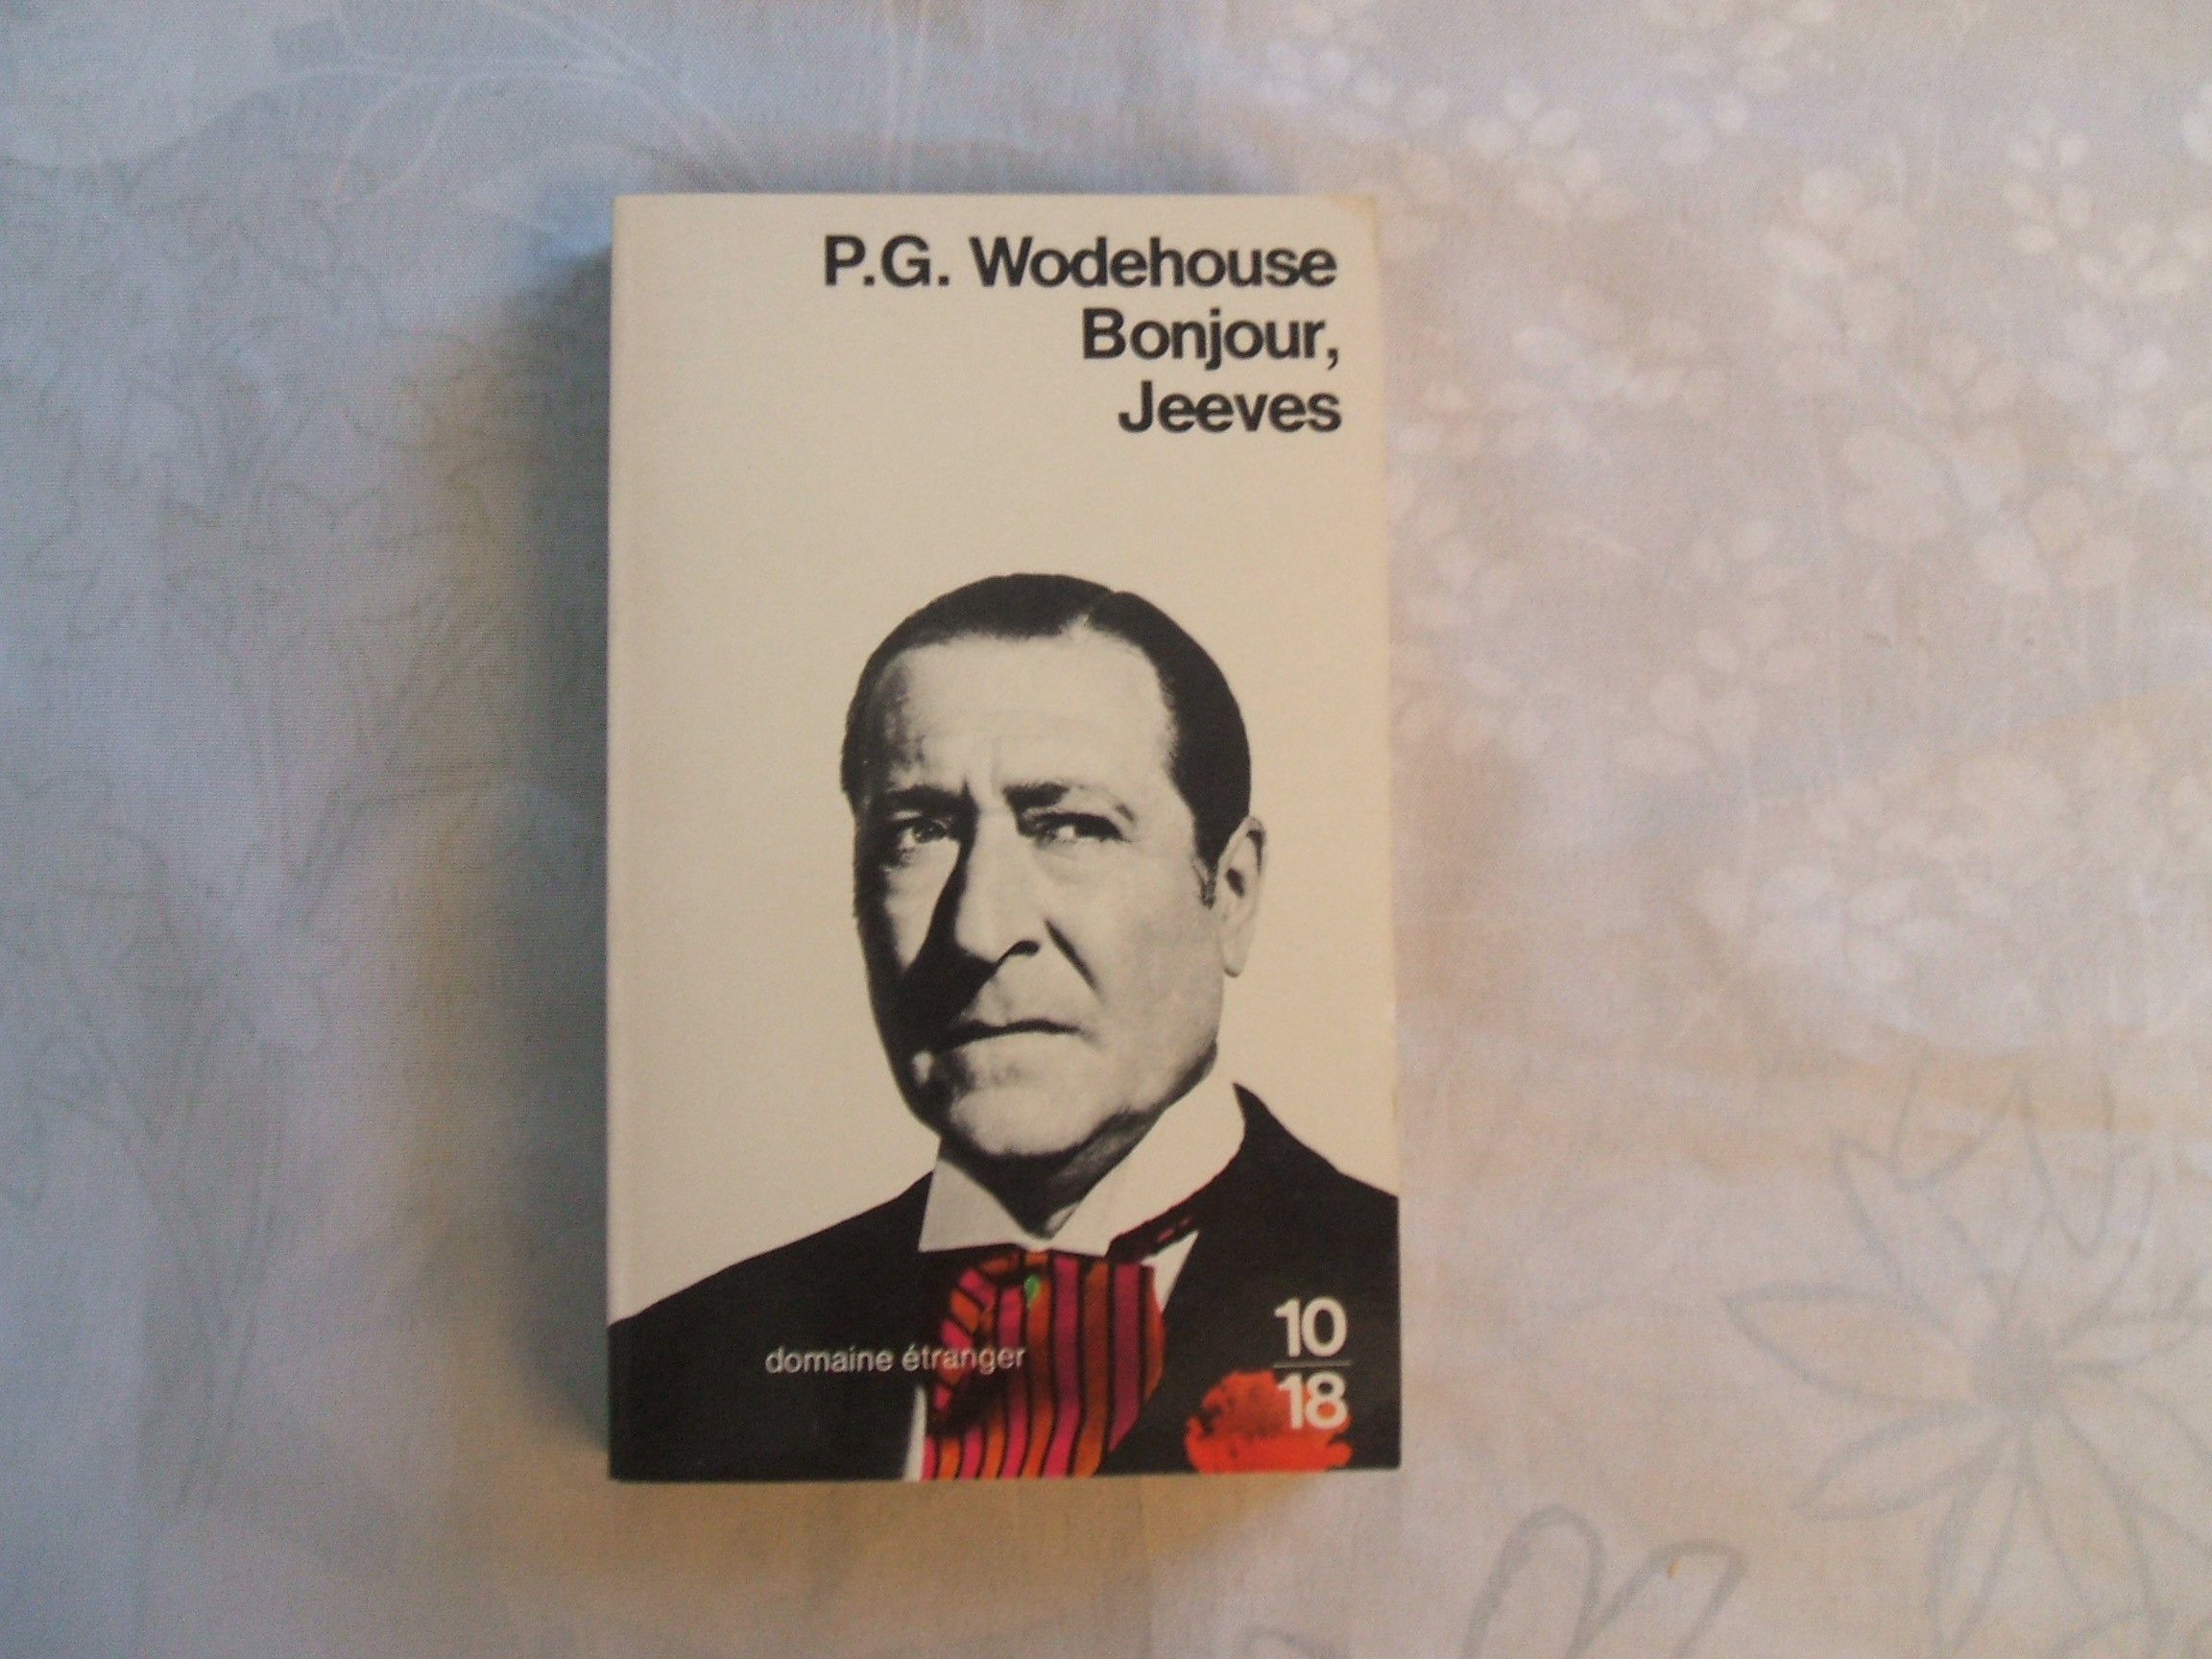 P.G. Wodehouse
Bonjour,
Jeeves
domaine étranger
10
18